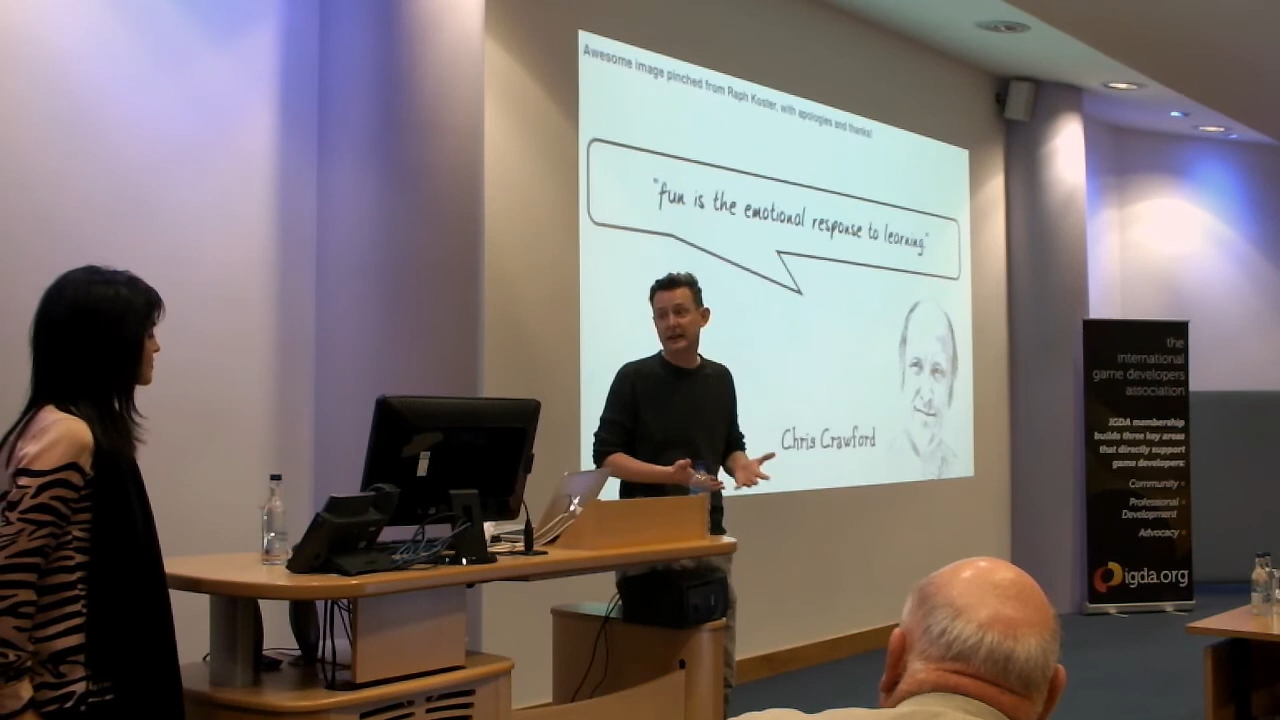 Awesome image pinched from Raph Koster, with apologies and thanks!
"fun is the emotional response to learning"
Chris Crawford
the
international
game developers
association
IGDA membership
builds three key areas
that directly support
game developers:
Community
Professional
Development
Advocacy
igda.org